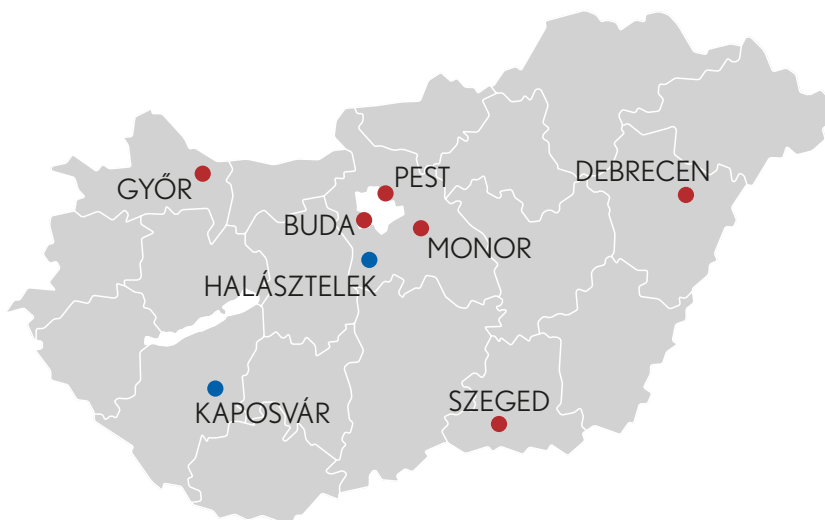 PEST
DEBRECEN
GYŐR
BUDA
MONOR
HALÁSZTELEK
SZEGED
KAPOSVÁR